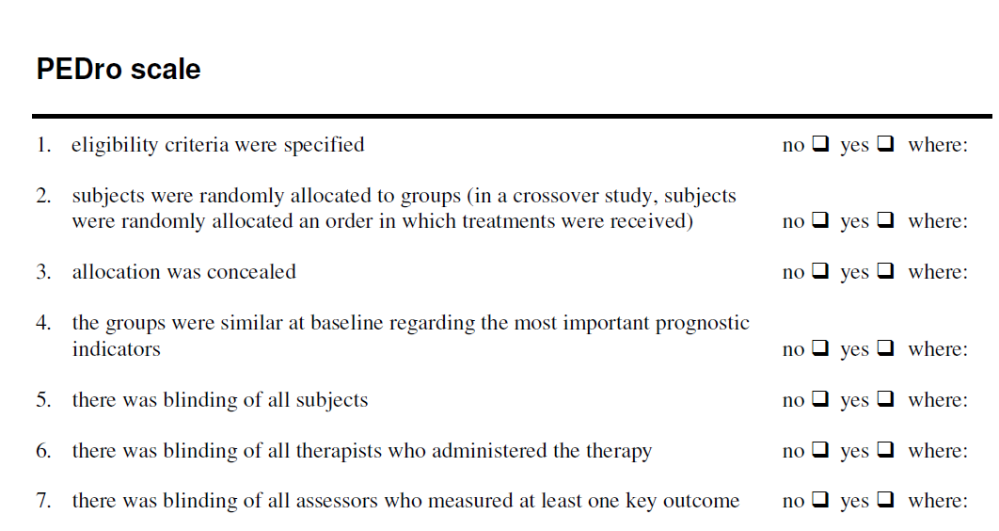 PEDro scale
1. eligibility criteria were specified no ❑ yes ❑ where:
2. subjects were randomly allocated to groups (in a crossover study, subjects
were randomly allocated an order in which treatments were received) no ❑ yes ❑ where:
3. allocation was concealed no ❑ yes ❑ where:
4. the groups were similar at baseline regarding the most important prognostic
indicators no ❑ yes ❑ where:
5. there was blinding of all subjects no ❑ yes ❑ where:
6. there was blinding of all therapists who administered the therapy no ❑ yes ❑ where:
7. there was blinding of all assessors who measured at least one key outcome no ❑ yes ❑ where: